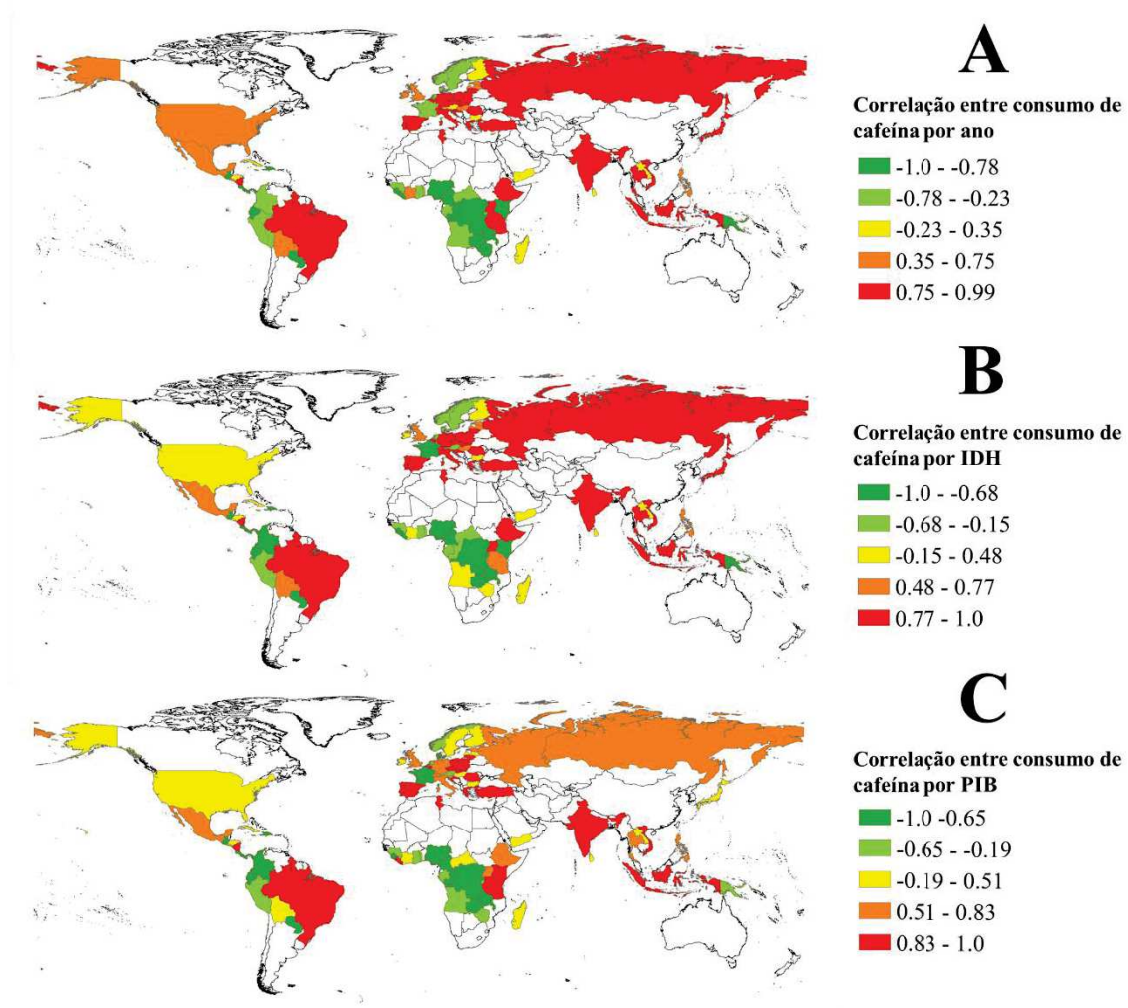 A
Correlação entre consumo de
cafeína por ano
-1.0 - -0.78
-0.78 - -0.23
-0.23 - 0.35
0.35 - 0.75
0.75 - 0.99
B
Correlação entre consumo de
cafeína por IDH
-1.0 - -0.68
-0.68 - -0.15
-0.15 - 0.48
0.48 - 0.77
0.77 - 1.0
C
Correlação entre consumo de
cafeína por PIB
-1.0 -0.65
-0.65 - -0.19
-0.19 - 0.51
0.51 - 0.83
0.83 - 1.0